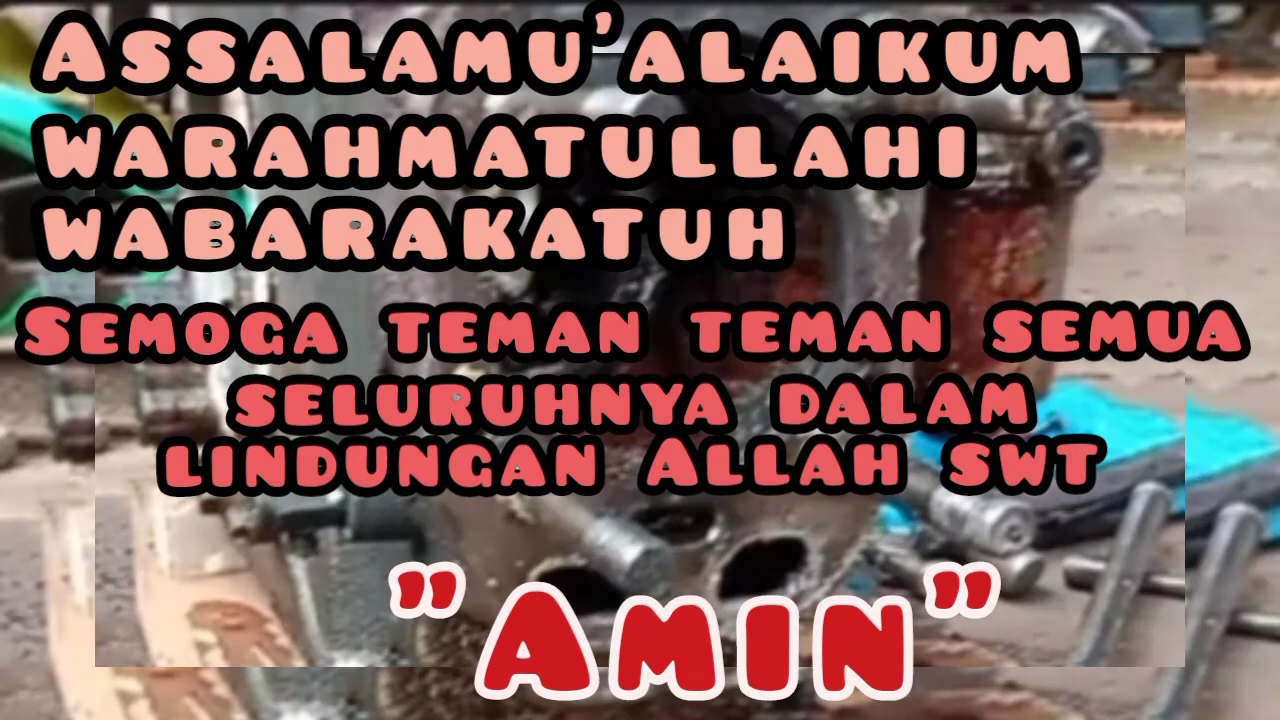 Assalamu'alaikum
warahmatullahi
wabarakatuh
Semoga teman teman semua
seluruhnya dalam
lindungan Allah swt
"Amin"